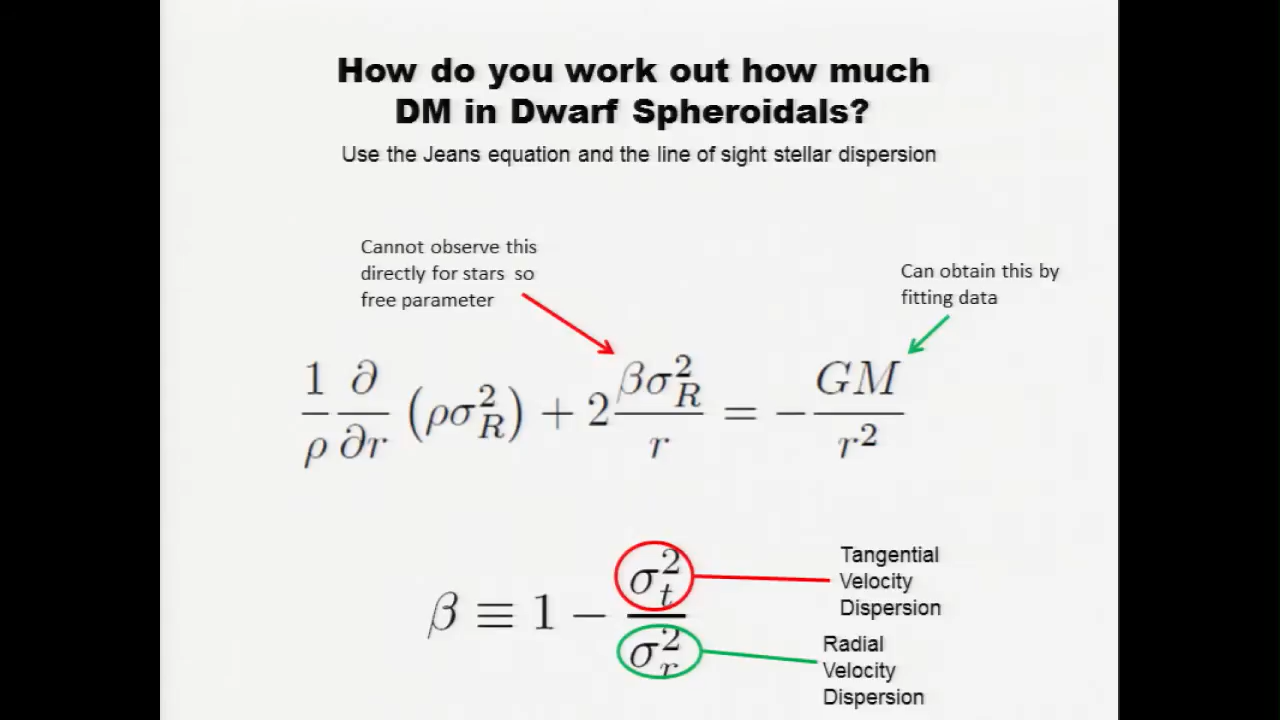 How do you work out how much
DM in Dwarf Spheroidals?
Use the Jeans equation and the line of sight stellar dispersion
Cannot observe this
directly for stars so
free parameter
Can obtain this by
fitting data
1/ρ ∂/∂r (ρσ_R^2) + 2 βσ_R^2/r = − GM/r^2
β ≡ 1 − σ_t^2/σ_r^2
Tangential
Velocity
Dispersion
Radial
Velocity
Dispersion